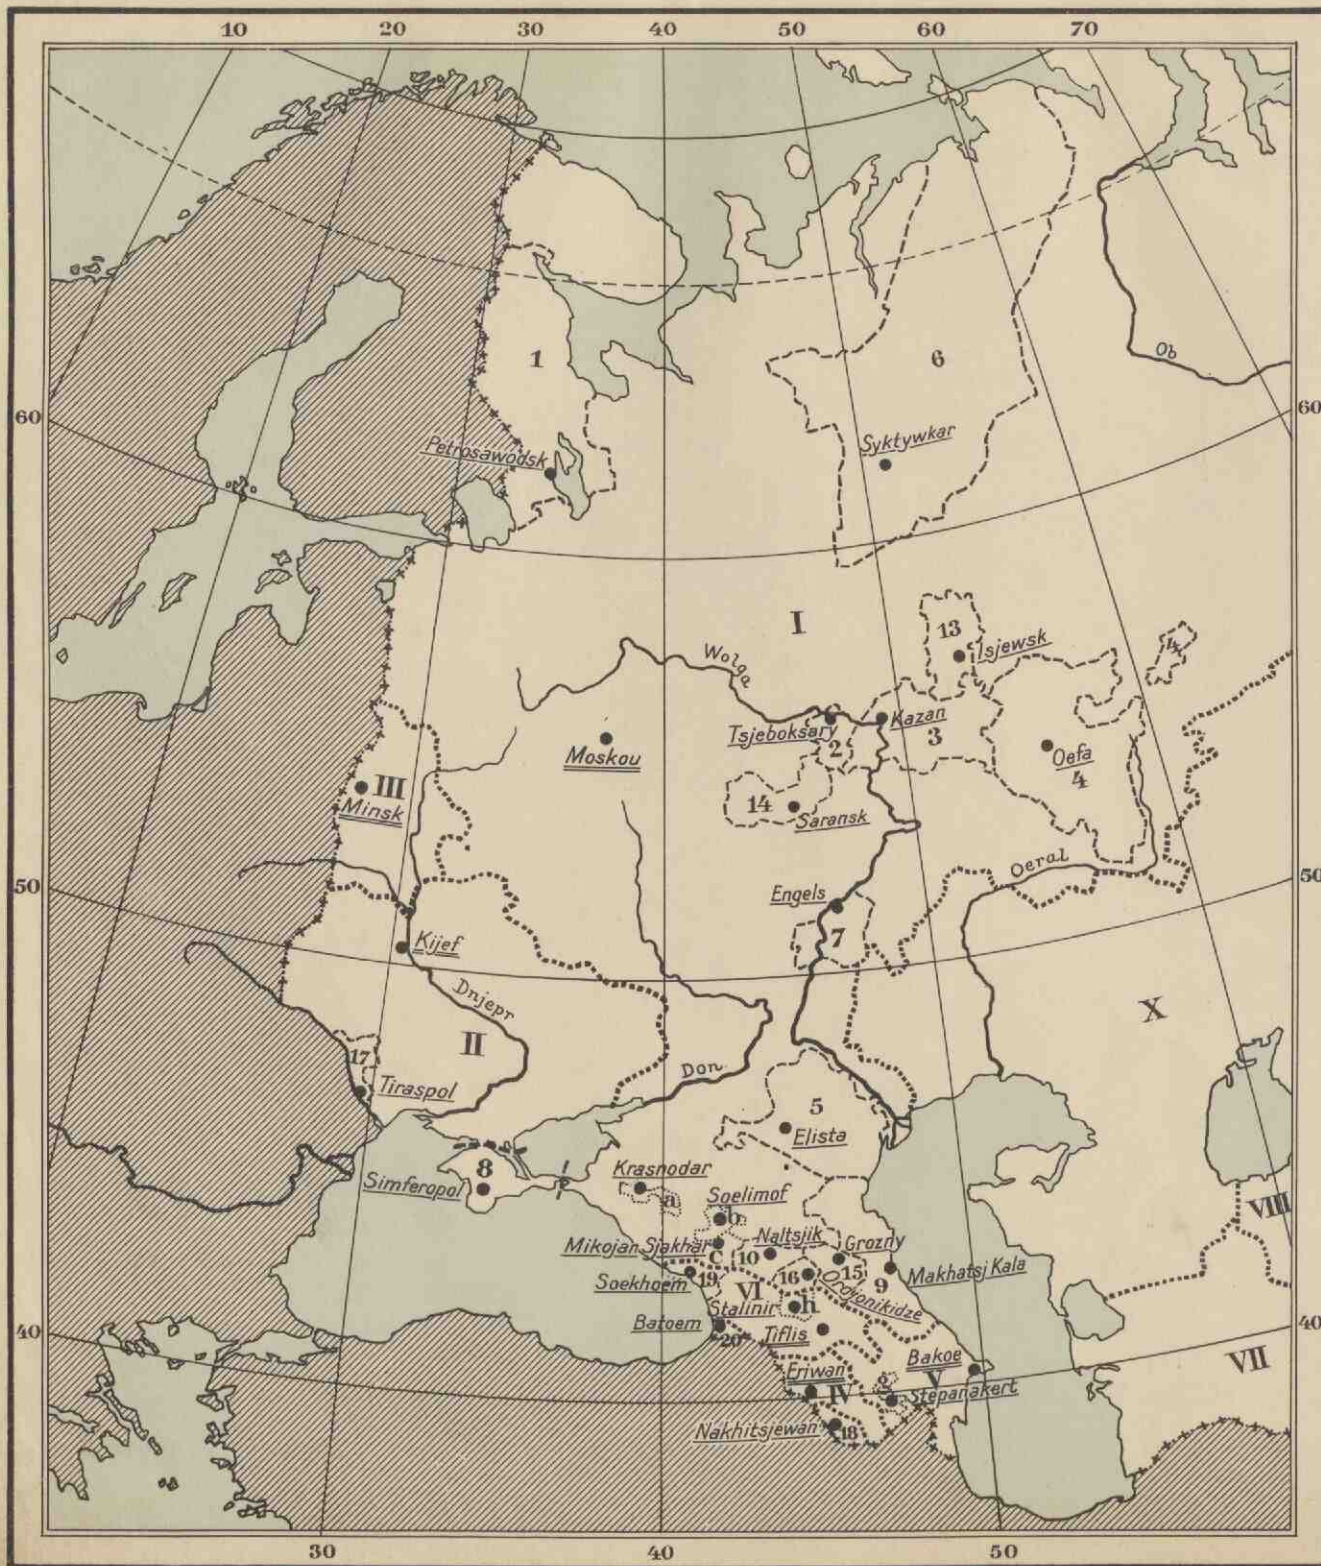 10 20 30 40 50 60 70
60 60
50 50
40 40
30 40 50
1
6
Ob
Petrosawodsk
Syktywkar
I
13
Isjewsk
4
Wolga
Moskou
Tsjeboksary
2
Kazan
3
Oefa
4
III
Minsk
14
Saransk
Oeral
Engels
7
Kijef
Dnjepr
II
X
17
Tiraspol
Don
5
Elista
8
Simferopol
Krasnodar
a
Soelimof
b
VIII
Mikojan Sjakhar
c
10
Naltsjik
Grozny
15
9
Makhatsj Kala
Soekhoem
19
VI
16
Ordionikidze
Stalinir
h
Batoem
20
Tiflis
Bakoe
VII
Eriwan
IV
g
V
Stepanakert
Nakhitsjewan
18